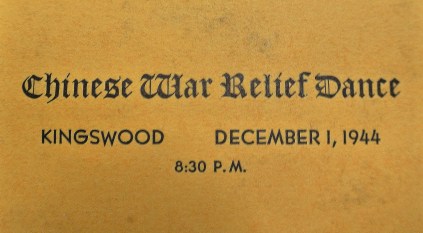 Chinese War Relief Dance
KINGSWOOD DECEMBER 1, 1944
8:30 P.M.